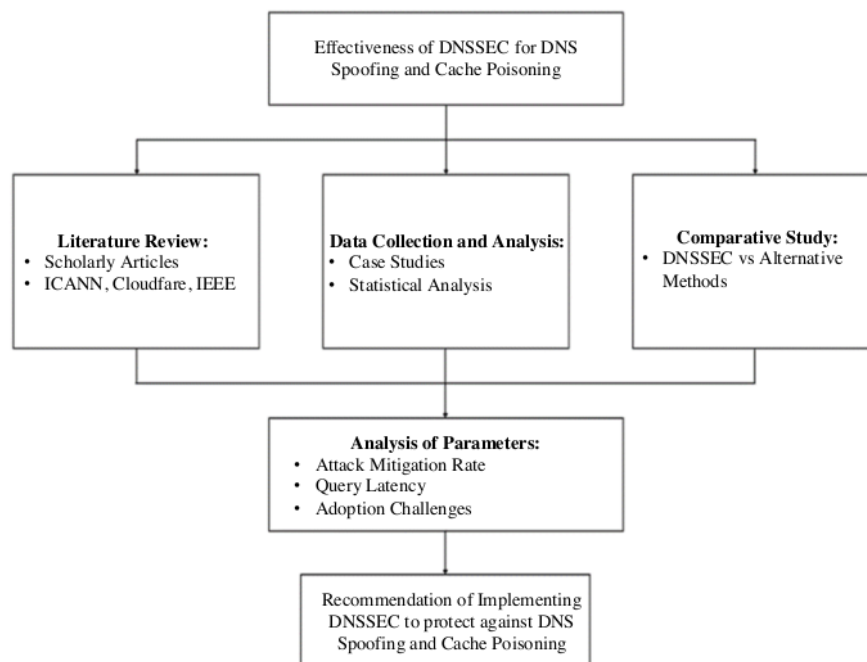 Effectiveness of DNSSEC for DNS
Spoofing and Cache Poisoning
Literature Review:
• Scholarly Articles
• ICANN, Cloudfare, IEEE
Data Collection and Analysis:
• Case Studies
• Statistical Analysis
Comparative Study:
• DNSSEC vs Alternative
Methods
Analysis of Parameters:
• Attack Mitigation Rate
• Query Latency
• Adoption Challenges
Recommendation of Implementing
DNSSEC to protect against DNS
Spoofing and Cache Poisoning